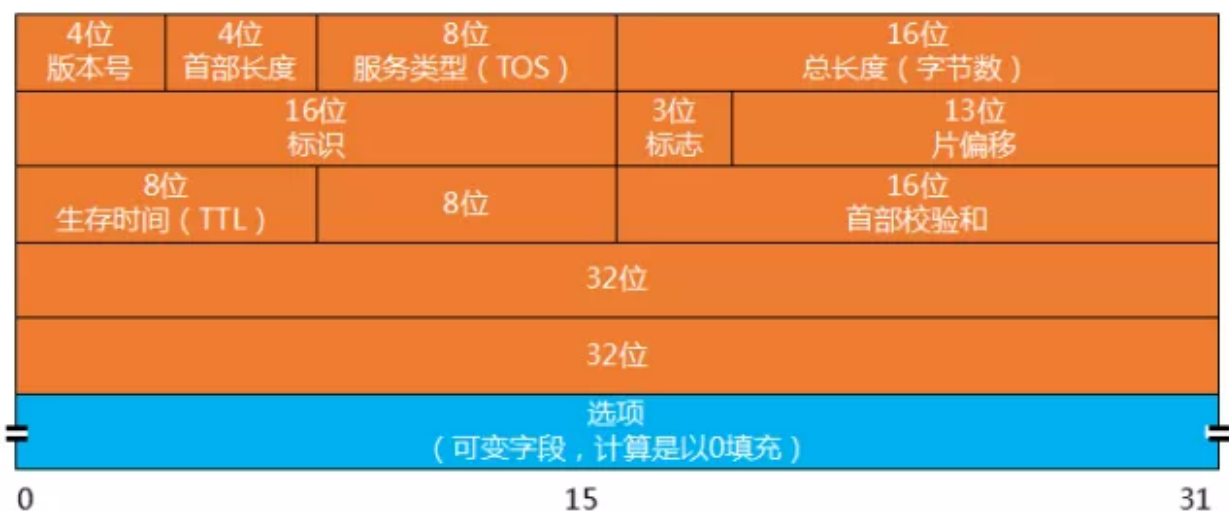 4位
版本号
4位
首部长度
8位
服务类型（TOS）
16位
总长度（字节数）
16位
标识
3位
标志
13位
片偏移
8位
生存时间（TTL）
8位
16位
首部校验和
32位
32位
选项
（可变字段，计算是以0填充）
0
15
31